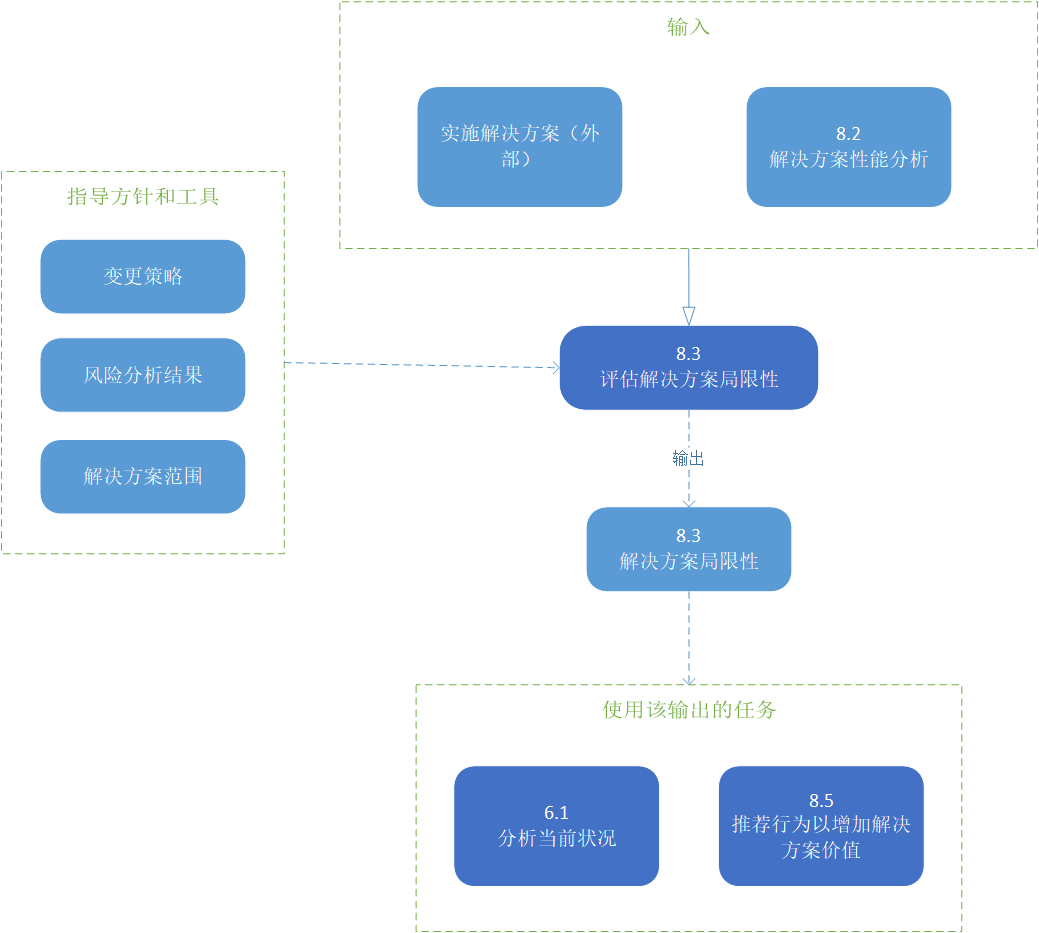 输入
实施解决方案（外
部）
8.2
解决方案性能分析
指导方针和工具
变更策略
风险分析结果
解决方案范围
8.3
评估解决方案局限性
输出
8.3
解决方案局限性
使用该输出的任务
6.1
分析当前状况
8.5
推荐行为以增加解决
方案价值